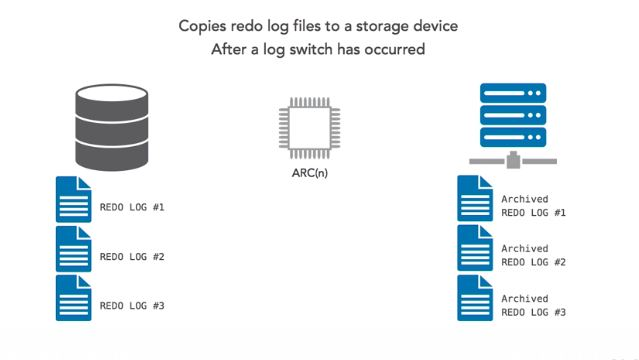 Copies redo log files to a storage device
After a log switch has occurred
ARC(n)
REDO LOG #1
REDO LOG #2
REDO LOG #3
Archived
REDO LOG #1
Archived
REDO LOG #2
Archived
REDO LOG #3